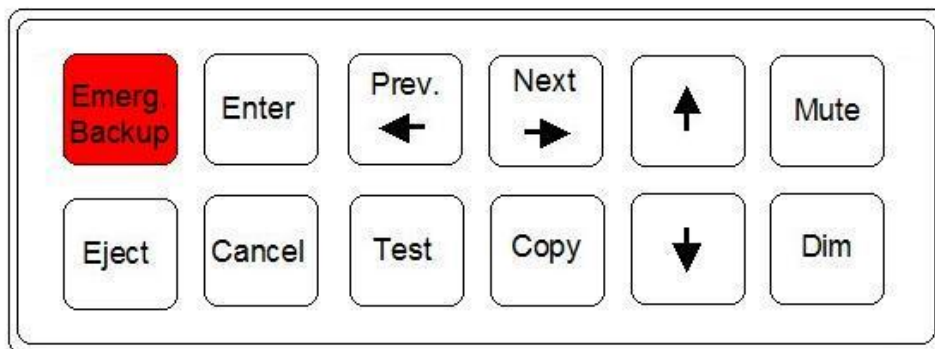 Emerg.
Backup
Enter
Prev.
Next
Mute
Eject
Cancel
Test
Copy
Dim